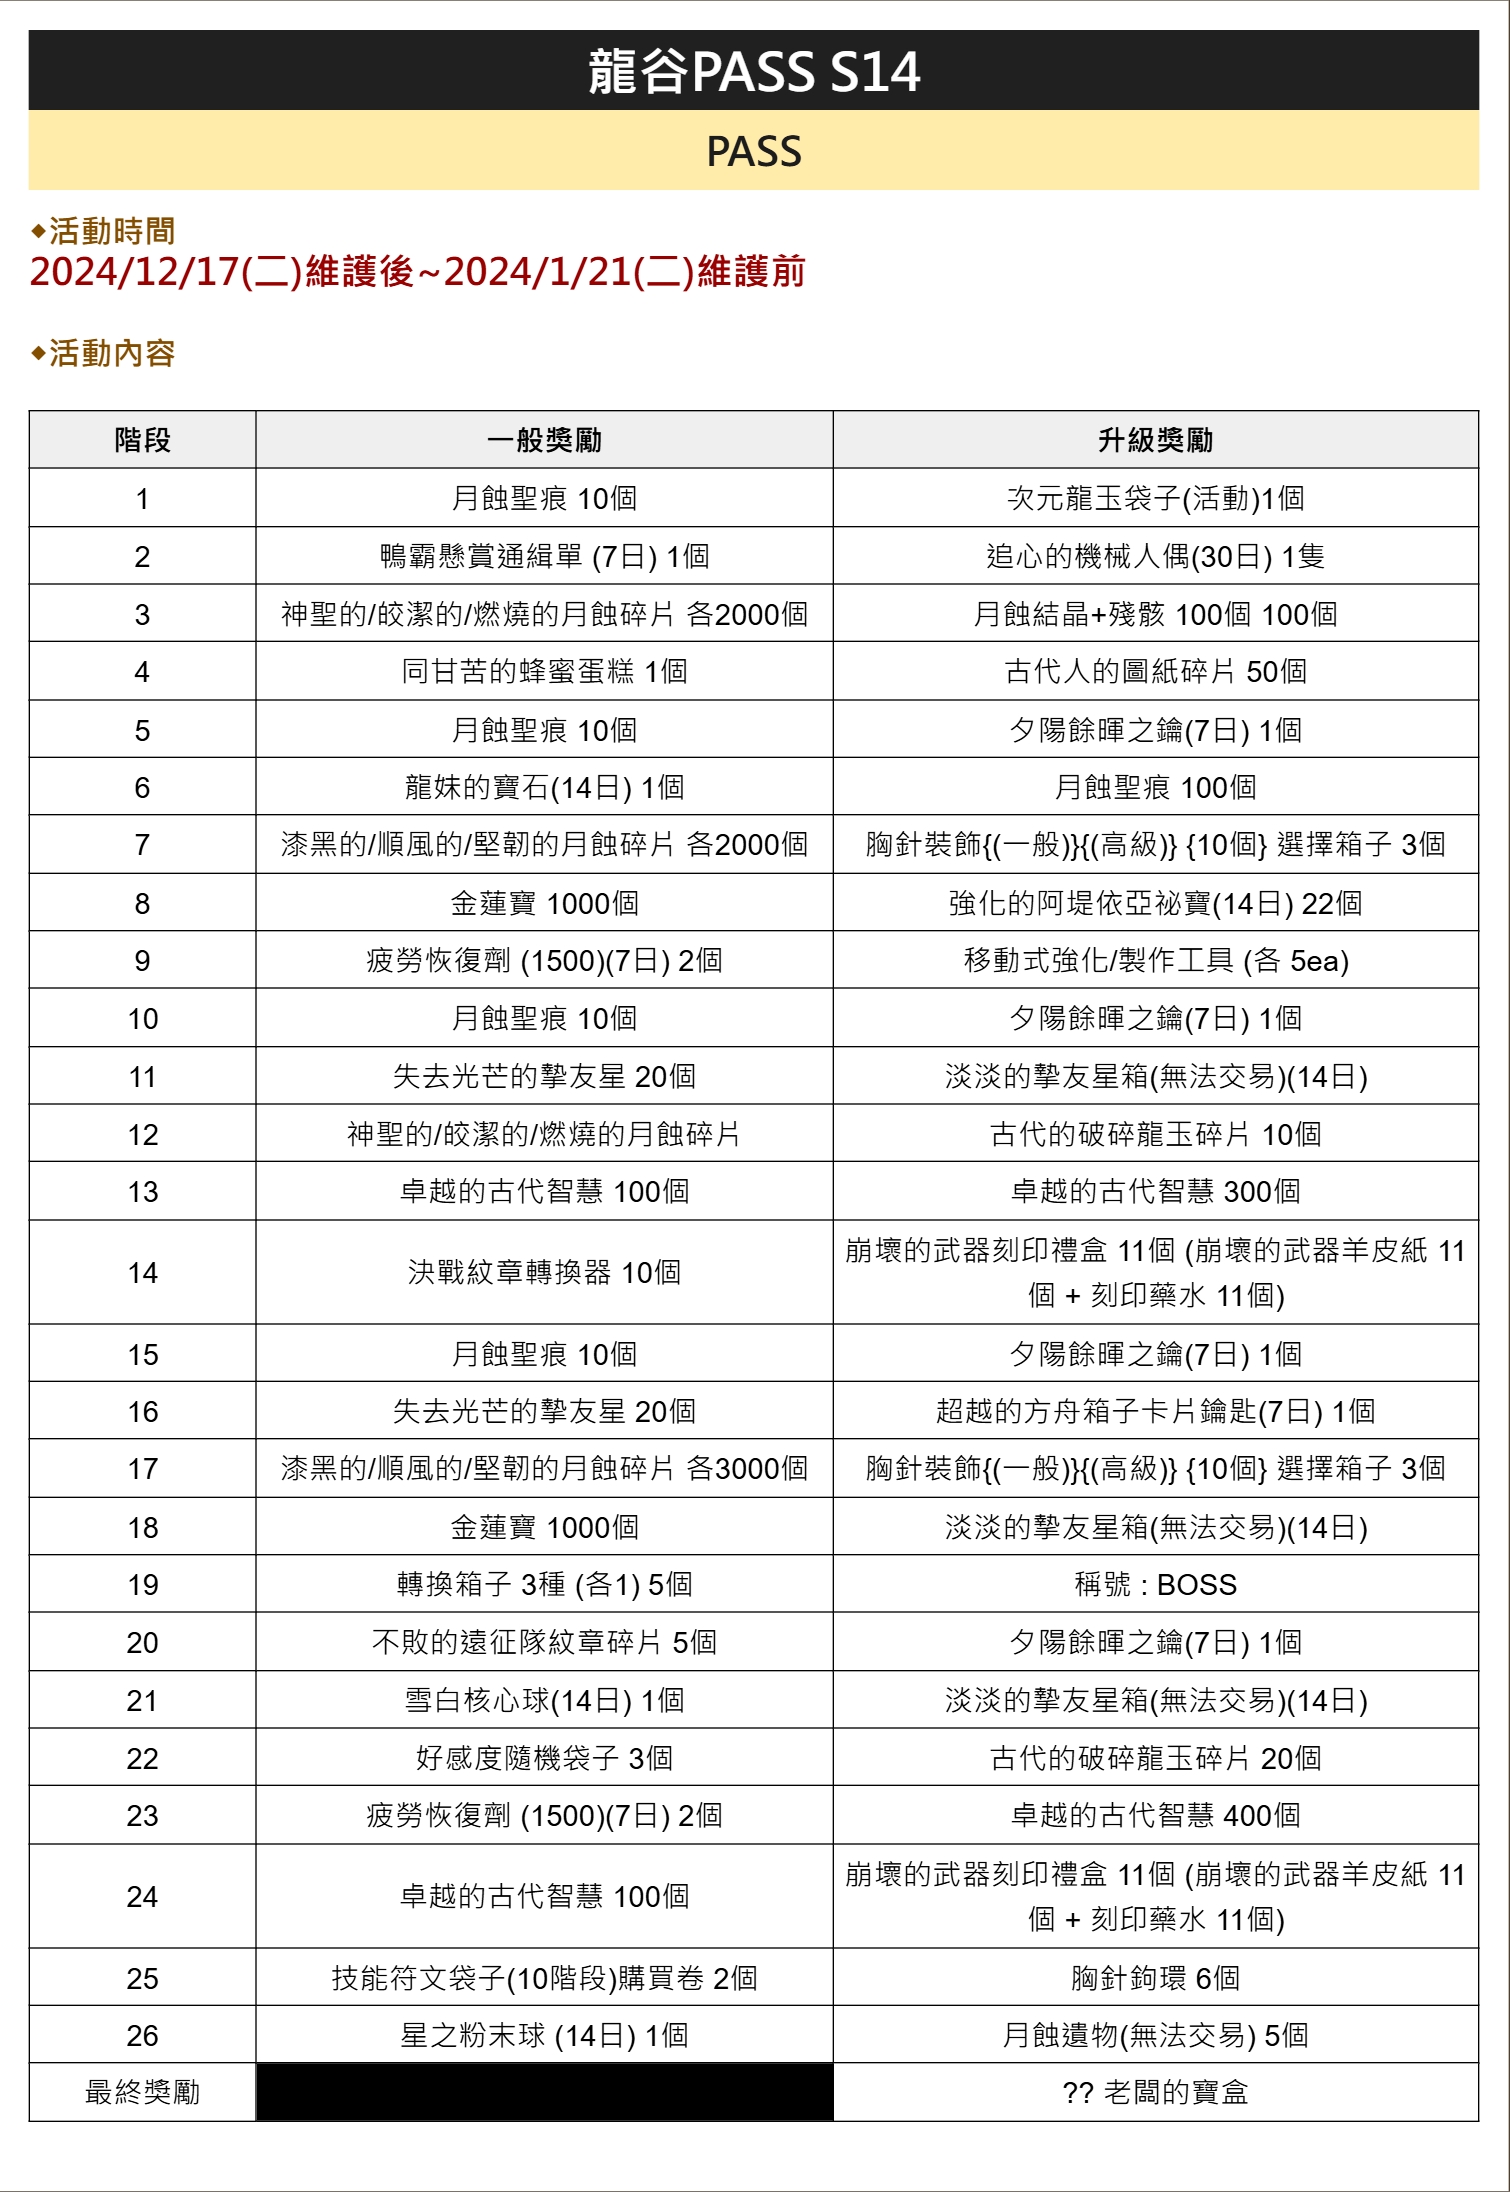 龍谷PASS S14
PASS
◆活動時間
2024/12/17(二)維護後~2024/1/21(二)維護前
◆活動內容
階段 一般獎勵 升級獎勵
1 月蝕聖痕 10個 次元龍玉袋子(活動)1個
2 鴨霸懸賞通緝單 (7日) 1個 追心的機械人偶(30日) 1隻
3 神聖的/皎潔的/燃燒的月蝕碎片 各2000個 月蝕結晶+殘骸 100個 100個
4 同甘苦的蜂蜜蛋糕 1個 古代人的圖紙碎片 50個
5 月蝕聖痕 10個 夕陽餘暉之鑰(7日) 1個
6 龍妹的寶石(14日) 1個 月蝕聖痕 100個
7 漆黑的/順風的/堅韌的月蝕碎片 各2000個 胸針裝飾{(一般)}{(高級)} {10個} 選擇箱子 3個
8 金蓮寶 1000個 強化的阿堤依亞祕寶(14日) 22個
9 疲勞恢復劑 (1500)(7日) 2個 移動式強化/製作工具 (各 5ea)
10 月蝕聖痕 10個 夕陽餘暉之鑰(7日) 1個
11 失去光芒的摯友星 20個 淡淡的摯友星箱(無法交易)(14日)
12 神聖的/皎潔的/燃燒的月蝕碎片 古代的破碎龍玉碎片 10個
13 卓越的古代智慧 100個 卓越的古代智慧 300個
14 決戰紋章轉換器 10個 崩壞的武器刻印禮盒 11個 (崩壞的武器羊皮紙 11
個 + 刻印藥水 11個)
15 月蝕聖痕 10個 夕陽餘暉之鑰(7日) 1個
16 失去光芒的摯友星 20個 超越的方舟箱子卡片鑰匙(7日) 1個
17 漆黑的/順風的/堅韌的月蝕碎片 各3000個 胸針裝飾{(一般)}{(高級)} {10個} 選擇箱子 3個
18 金蓮寶 1000個 淡淡的摯友星箱(無法交易)(14日)
19 轉換箱子 3種 (各1) 5個 稱號 : BOSS
20 不敗的遠征隊紋章碎片 5個 夕陽餘暉之鑰(7日) 1個
21 雪白核心球(14日) 1個 淡淡的摯友星箱(無法交易)(14日)
22 好感度隨機袋子 3個 古代的破碎龍玉碎片 20個
23 疲勞恢復劑 (1500)(7日) 2個 卓越的古代智慧 400個
24 卓越的古代智慧 100個 崩壞的武器刻印禮盒 11個 (崩壞的武器羊皮紙 11
個 + 刻印藥水 11個)
25 技能符文袋子(10階段)購買卷 2個 胸針鉤環 6個
26 星之粉末球 (14日) 1個 月蝕遺物(無法交易) 5個
最終獎勵 ?? 老闆的寶盒